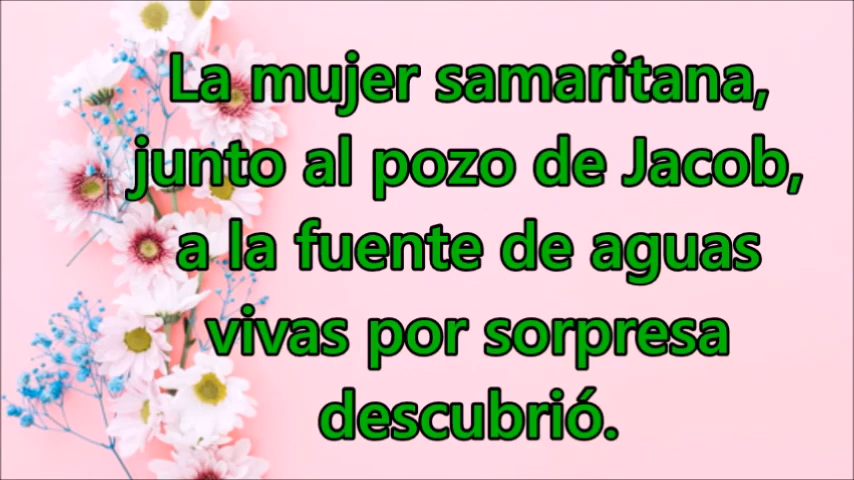 La mujer samaritana,
junto al pozo de Jacob,
a la fuente de aguas
vivas por sorpresa
descubrió.